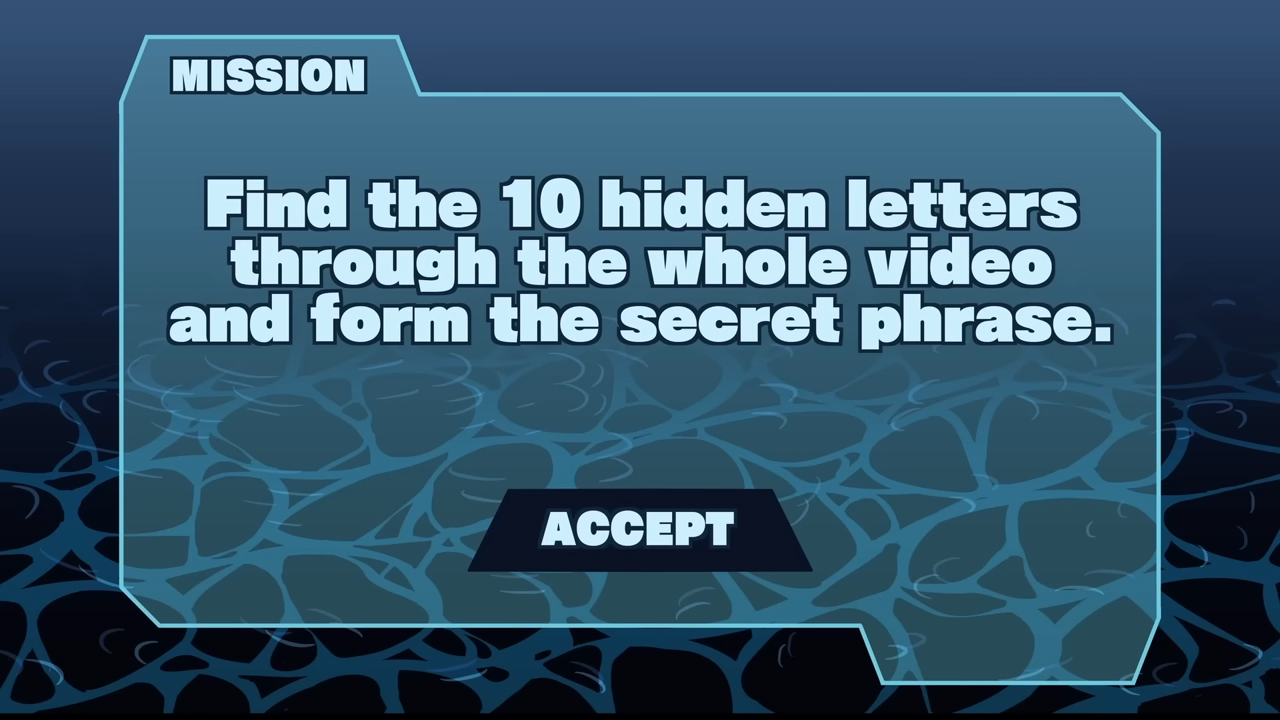 MISSION
Find the 10 hidden letters
through the whole video
and form the secret phrase.
ACCEPT